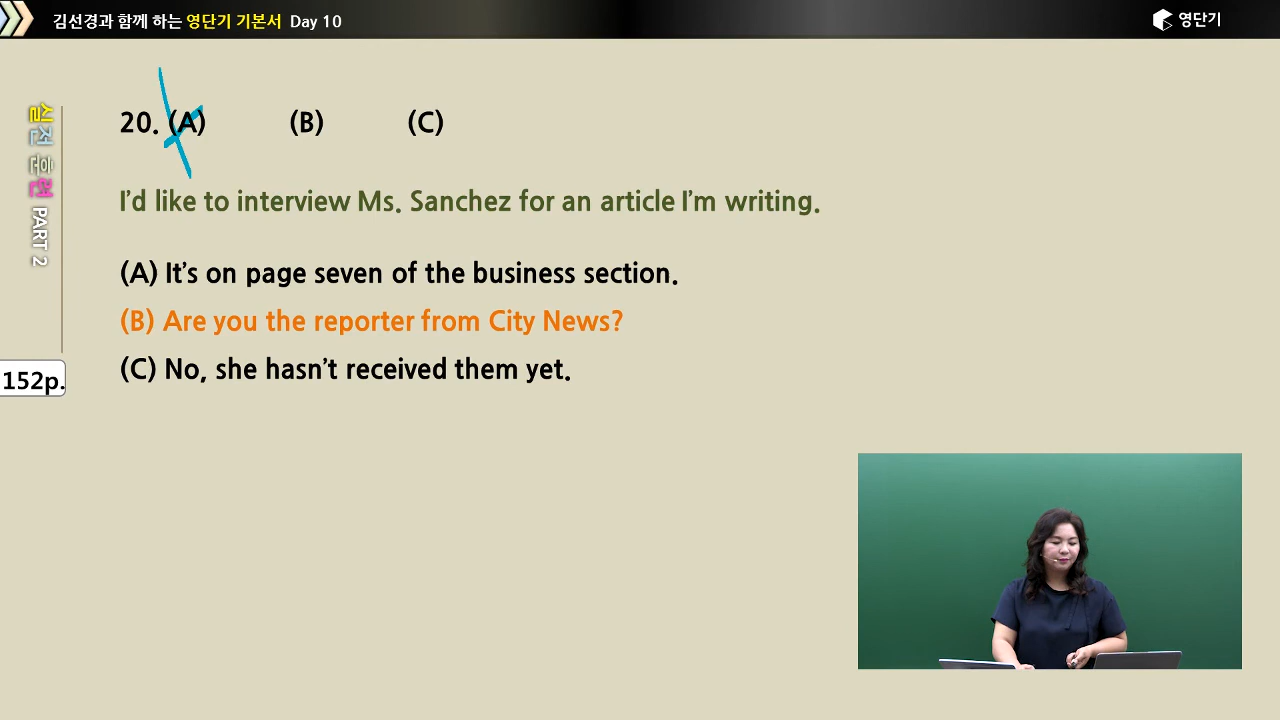 김선경과 함께 하는 영단기 기본서 Day 10
영단기
실전 훈련 PART 2
20. (A) (B) (C)
I'd like to interview Ms. Sanchez for an article I'm writing.
(A) It's on page seven of the business section.
(B) Are you the reporter from City News?
(C) No, she hasn't received them yet.
152p.